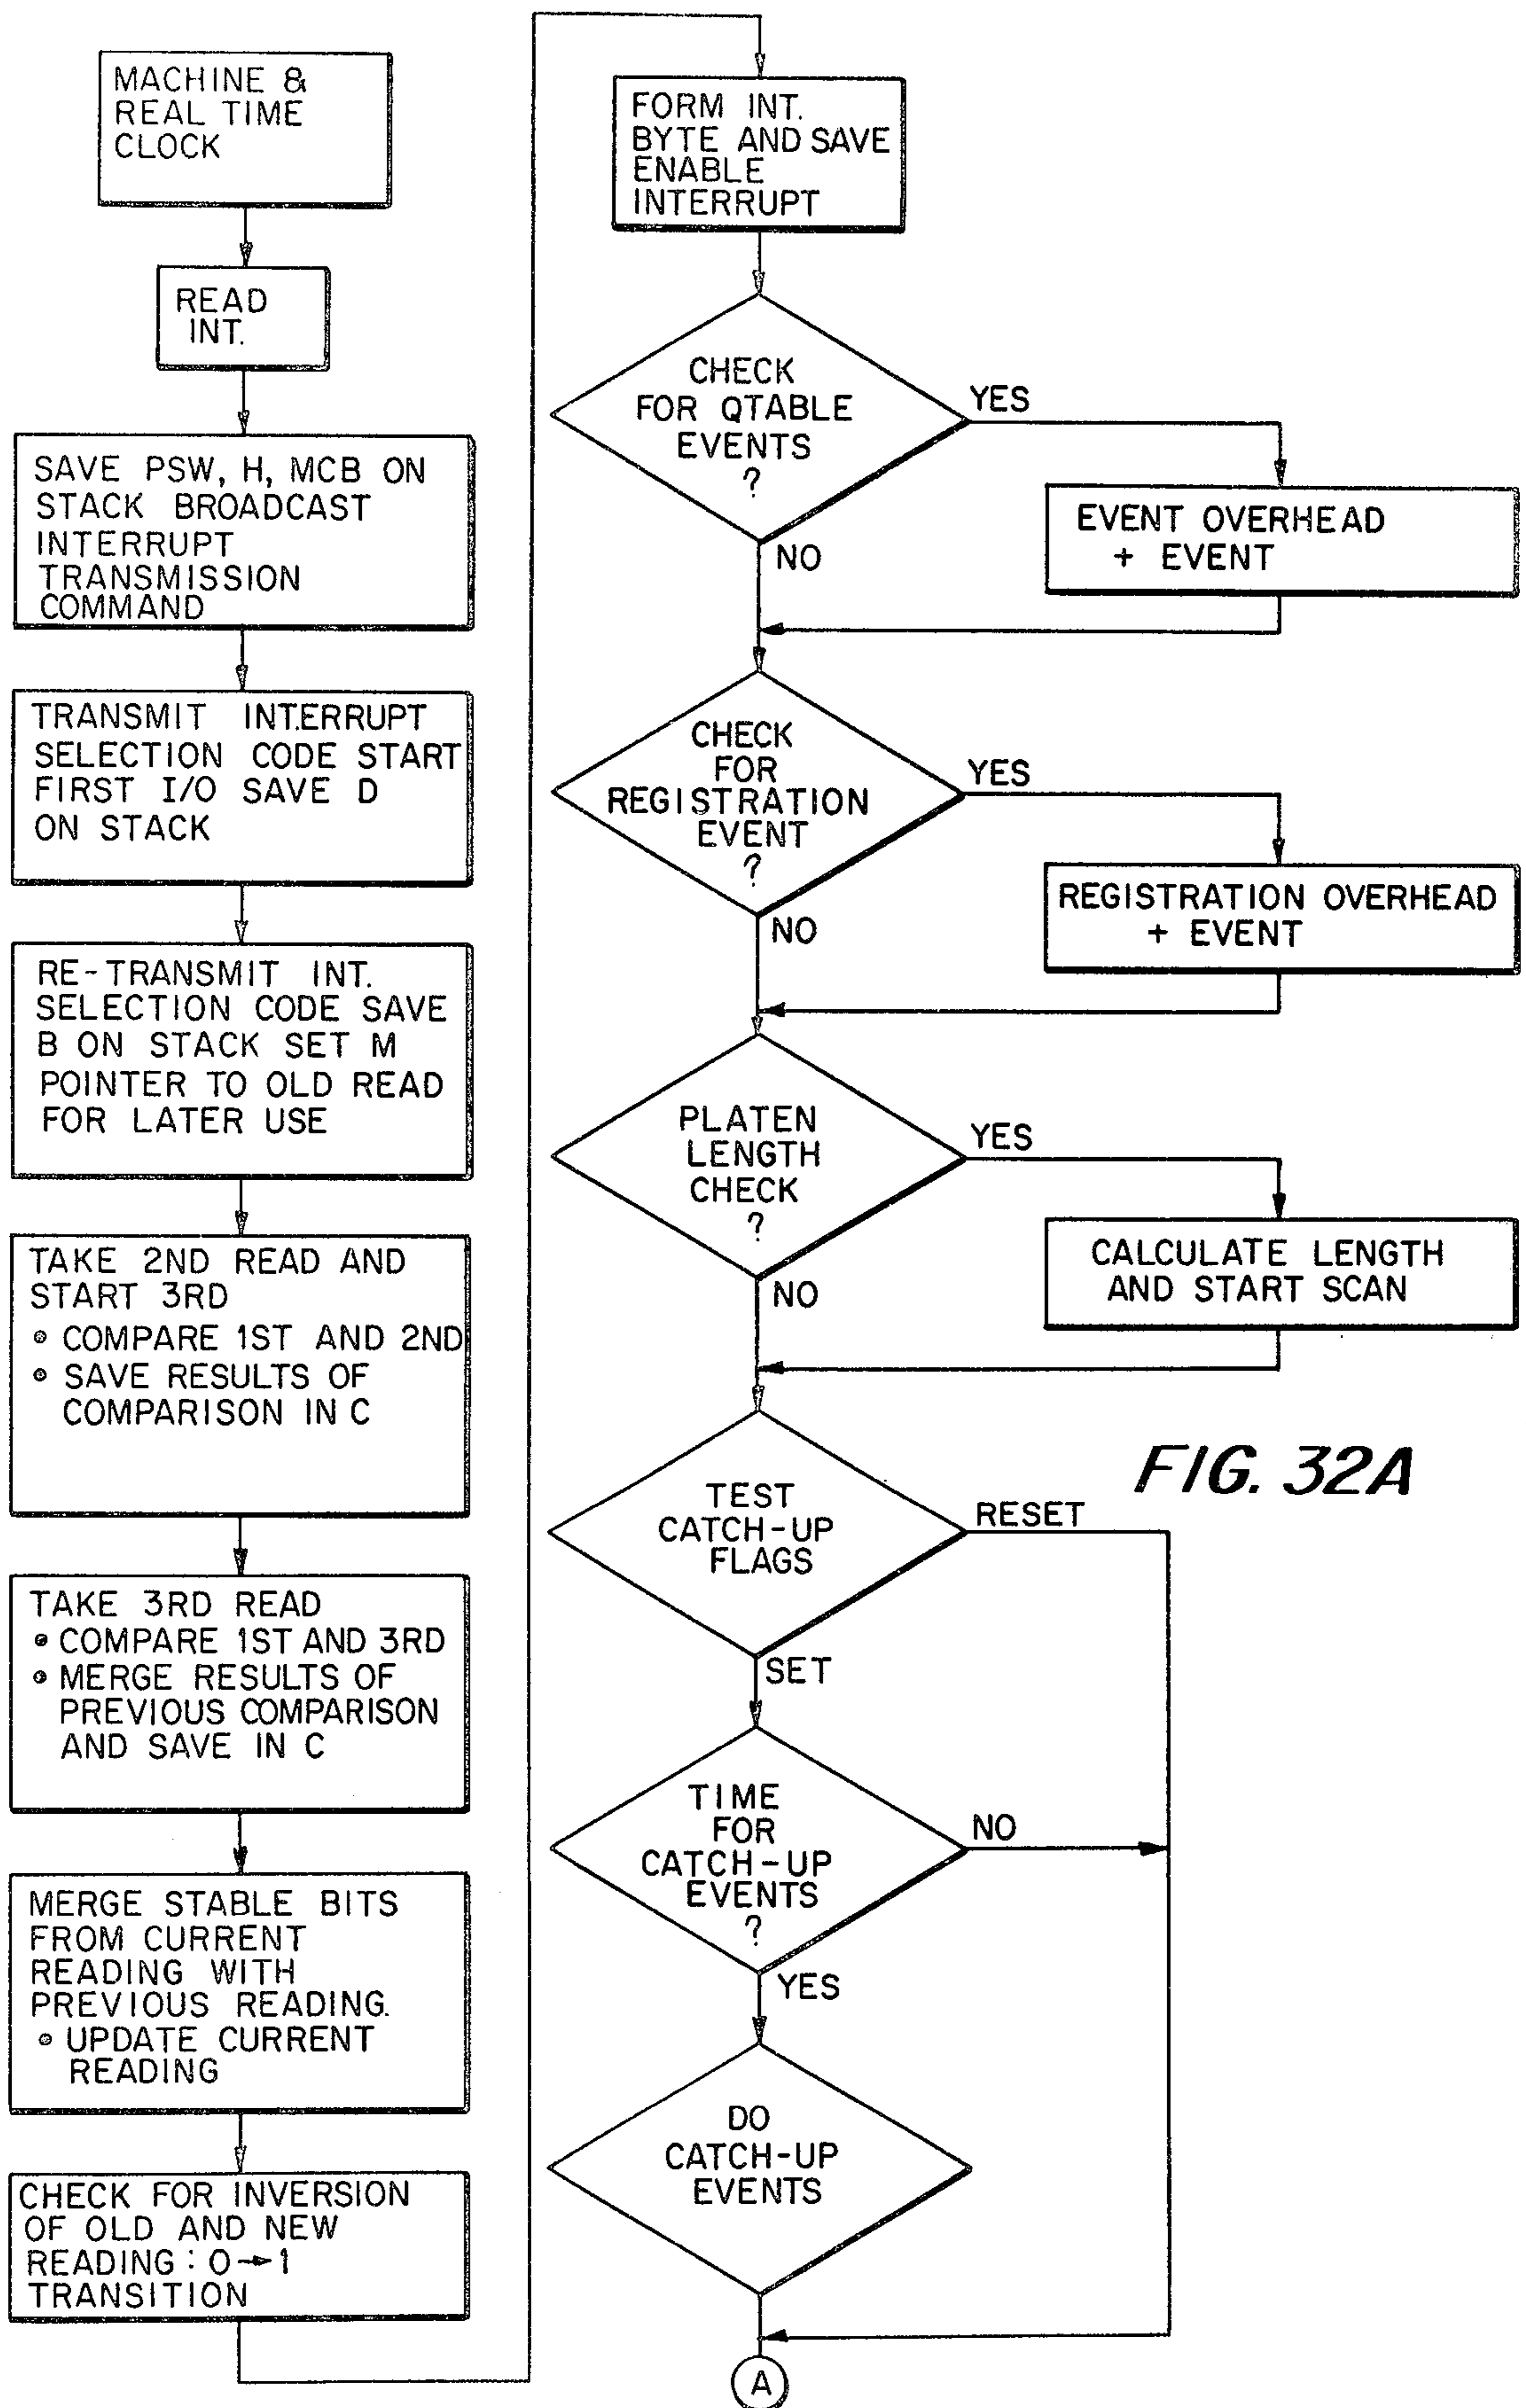 MACHINE &
REAL TIME
CLOCK
READ
INT.
SAVE PSW, H, MCB ON
STACK BROADCAST
INTERRUPT
TRANSMISSION
COMMAND
TRANSMIT INTERRUPT
SELECTION CODE START
FIRST I/O SAVE D
ON STACK
RE-TRANSMIT INT.
SELECTION CODE SAVE
B ON STACK SET M
POINTER TO OLD READ
FOR LATER USE
TAKE 2ND READ AND
START 3RD
• COMPARE 1ST AND 2ND
• SAVE RESULTS OF
COMPARISON IN C
TAKE 3RD READ
• COMPARE 1ST AND 3RD
• MERGE RESULTS OF
PREVIOUS COMPARISON
AND SAVE IN C
MERGE STABLE BITS
FROM CURRENT
READING WITH
PREVIOUS READING.
• UPDATE CURRENT
READING
CHECK FOR INVERSION
OF OLD AND NEW
READING : 0→1
TRANSITION
FORM INT.
BYTE AND SAVE
ENABLE
INTERRUPT
CHECK
FOR QTABLE
EVENTS
?
YES
EVENT OVERHEAD
+ EVENT
NO
CHECK
FOR
REGISTRATION
EVENT
?
YES
REGISTRATION OVERHEAD
+ EVENT
NO
PLATEN
LENGTH
CHECK
?
YES
CALCULATE LENGTH
AND START SCAN
NO
FIG. 32A
TEST
CATCH-UP
FLAGS
RESET
SET
TIME
FOR
CATCH-UP
EVENTS
?
NO
YES
DO
CATCH-UP
EVENTS
A